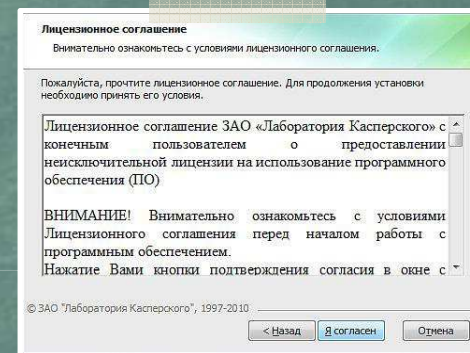 Лицензионное соглашение
Внимательно ознакомьтесь с условиями лицензионного соглашения.
Пожалуйста, прочтите лицензионное соглашение. Для продолжения установки
необходимо принять его условия.
Лицензионное соглашение ЗАО «Лаборатория Касперского» с
конечным пользователем о предоставлении
неисключительной лицензии на использование программного
обеспечения (ПО)
ВНИМАНИЕ! Внимательно ознакомьтесь с условиями
Лицензионного соглашения перед началом работы с
программным обеспечением.
Нажатие Вами кнопки подтверждения согласия в окне с
© ЗАО "Лаборатория Касперского", 1997-2010
< Назад Я согласен Отмена